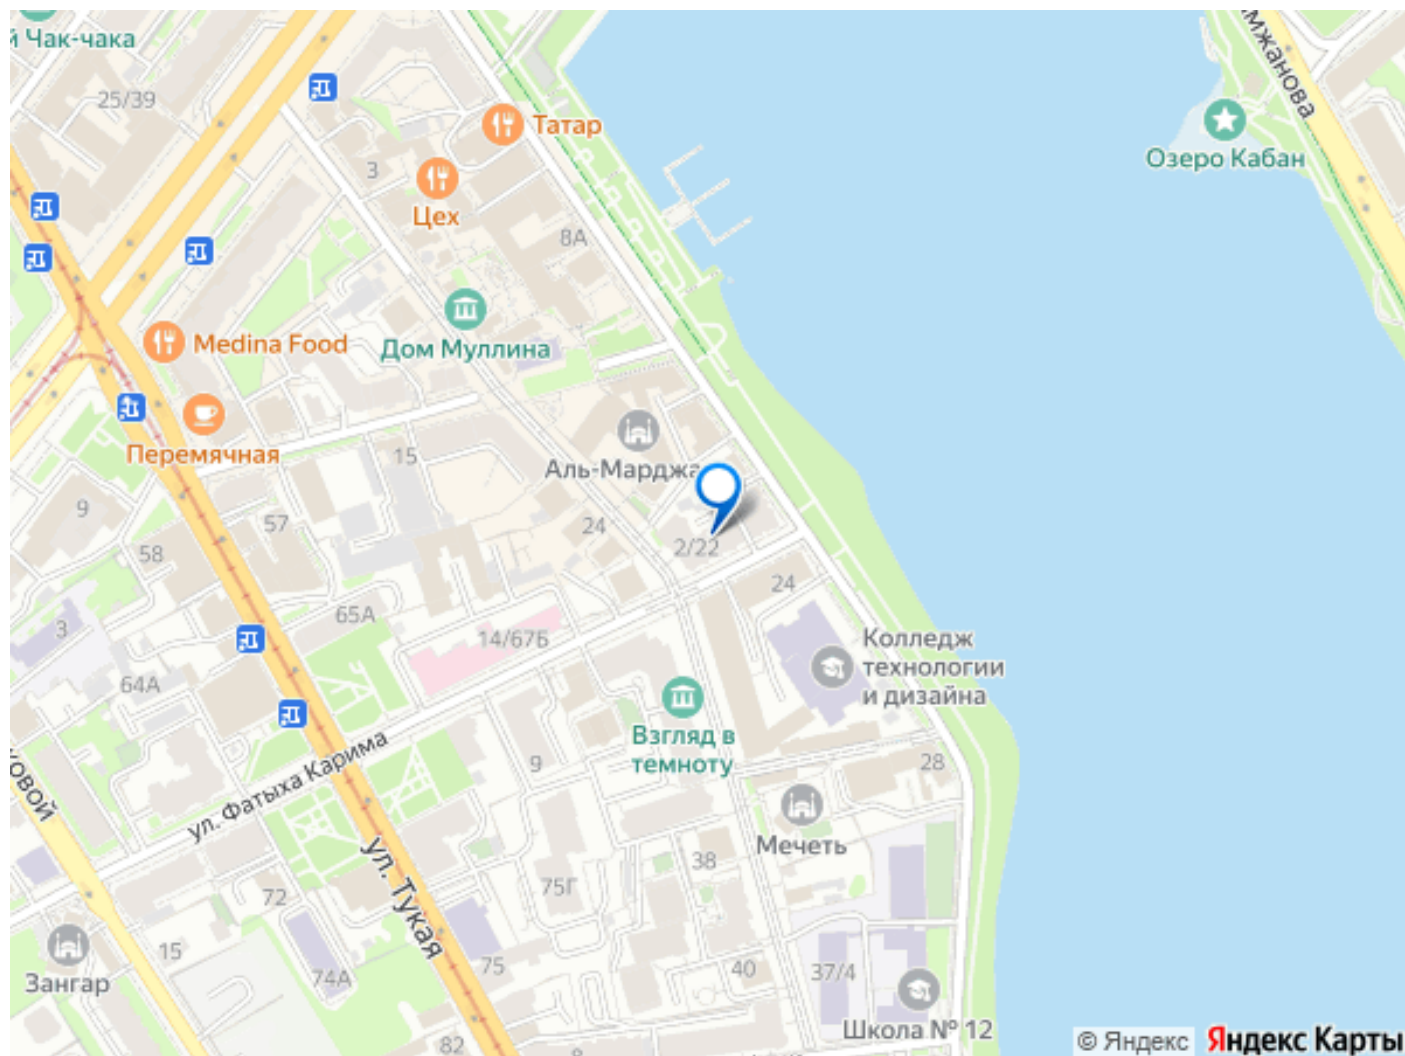 й Чак-чака
25/39
Татар
3
Цех
8А
мжанова
Озеро Кабан
Medina Food
Дом Муллина
Перемячная
15
Аль-Марджа
9
57
58
24
2/22
24
65А
14/67Б
3
64А
Колледж
технологии
и дизайна
Взгляд в
темноту
9
28
ковой
ул. Фатыха Карима
ул. Тукая
Мечеть
38
75Г
72
15
Зангар
74А
75
40
37/4
Школа № 12
82
8
© Яндекс
Яндекс Карты